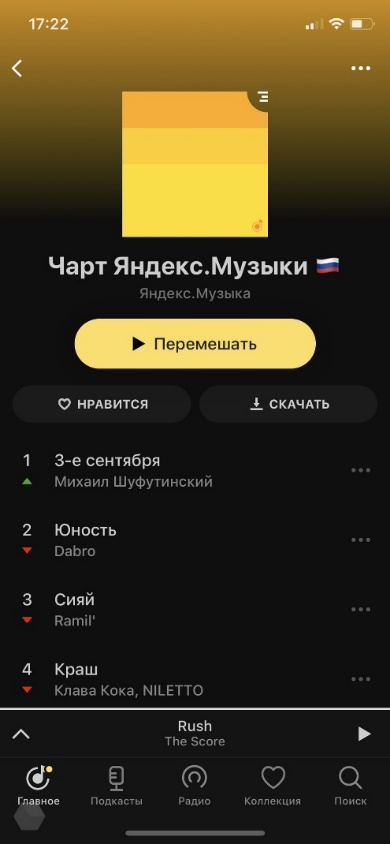 17:22
Чарт Яндекс.Музыки
Яндекс.Музыка
Перемешать
НРАВИТСЯ
СКАЧАТЬ
1
3-е сентября
Михаил Шуфутинский
2
Юность
Dabro
3
Сияй
Ramil'
4
Краш
Клава Кока, NILETTO
Rush
The Score
Главное
Подкасты
Радио
Коллекция
Поиск